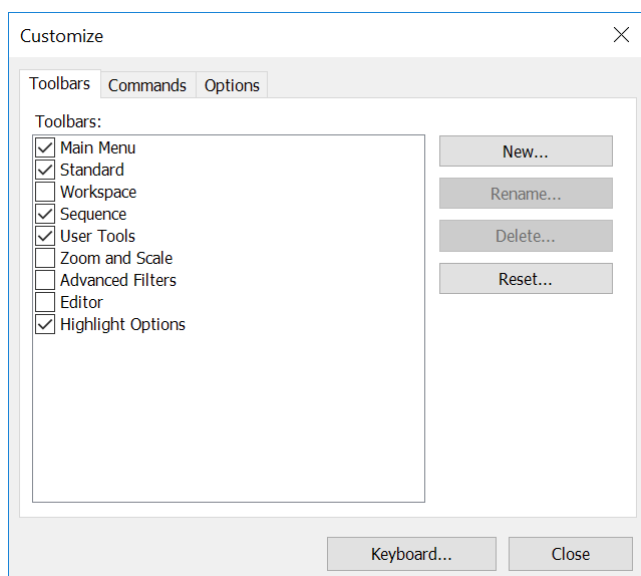 Customize
Toolbars Commands Options
Toolbars:
Main Menu
Standard
Workspace
Sequence
User Tools
Zoom and Scale
Advanced Filters
Editor
Highlight Options
New...
Rename...
Delete...
Reset...
Keyboard... Close